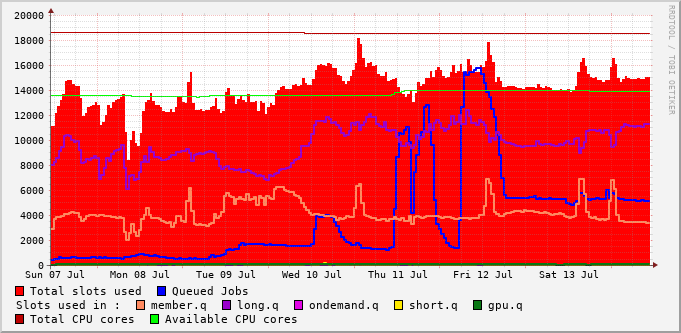 20000
18000
16000
14000
12000
10000
8000
6000
4000
2000
0
Sun 07 Jul Mon 08 Jul Tue 09 Jul Wed 10 Jul Thu 11 Jul Fri 12 Jul Sat 13 Jul
Total slots used Queued Jobs
Slots used in : member.q long.q ondemand.q short.q gpu.q
Total CPU cores Available CPU cores
RRDTOOL / TOBI OETIKER